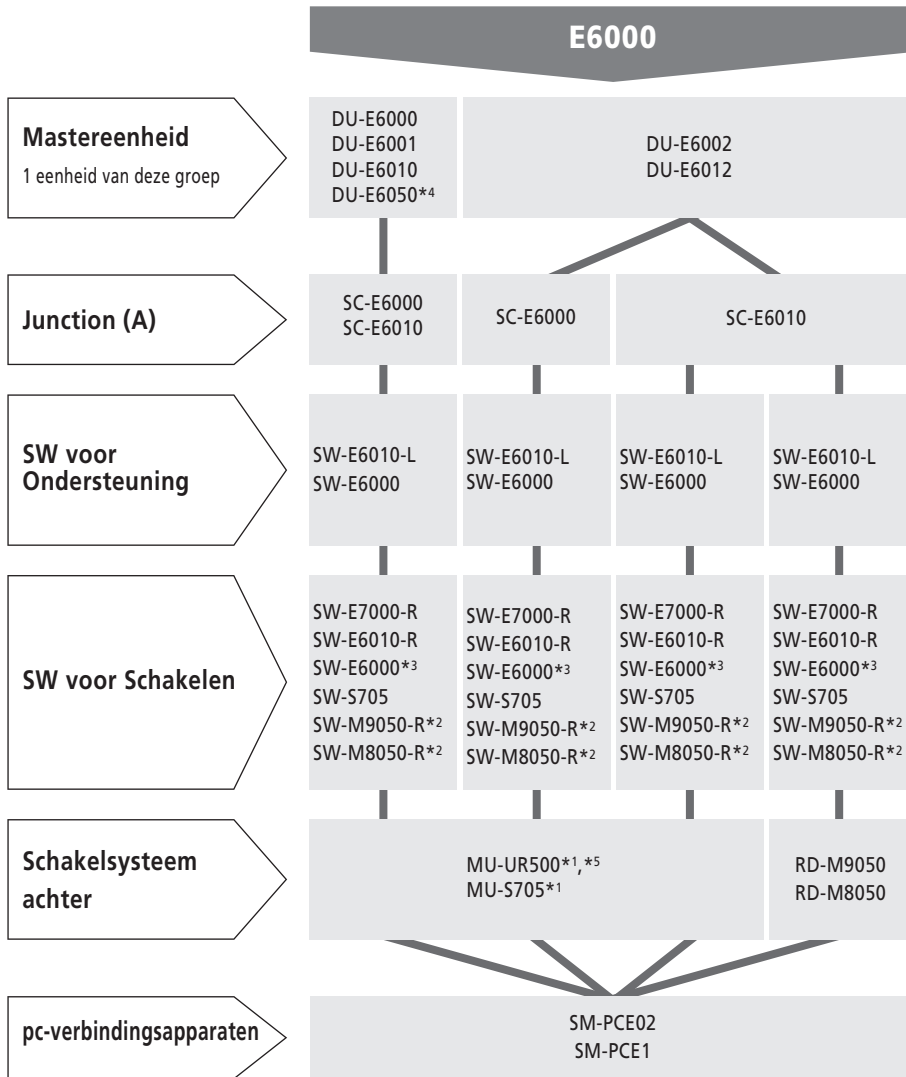 E6000
Mastereenheid
1 eenheid van deze groep
DU-E6000
DU-E6001
DU-E6010
DU-E6050*4
DU-E6002
DU-E6012
Junction (A)
SC-E6000
SC-E6010
SC-E6000
SC-E6010
SW voor
Ondersteuning
SW-E6010-L
SW-E6000
SW-E6010-L
SW-E6000
SW-E6010-L
SW-E6000
SW-E6010-L
SW-E6000
SW voor Schakelen
SW-E7000-R
SW-E6010-R
SW-E6000*3
SW-S705
SW-M9050-R*2
SW-M8050-R*2
SW-E7000-R
SW-E6010-R
SW-E6000*3
SW-S705
SW-M9050-R*2
SW-M8050-R*2
SW-E7000-R
SW-E6010-R
SW-E6000*3
SW-S705
SW-M9050-R*2
SW-M8050-R*2
SW-E7000-R
SW-E6010-R
SW-E6000*3
SW-S705
SW-M9050-R*2
SW-M8050-R*2
Schakelsysteem
achter
MU-UR500*1,*5
MU-S705*1
RD-M9050
RD-M8050
pc-verbindingsapparaten
SM-PCE02
SM-PCE1